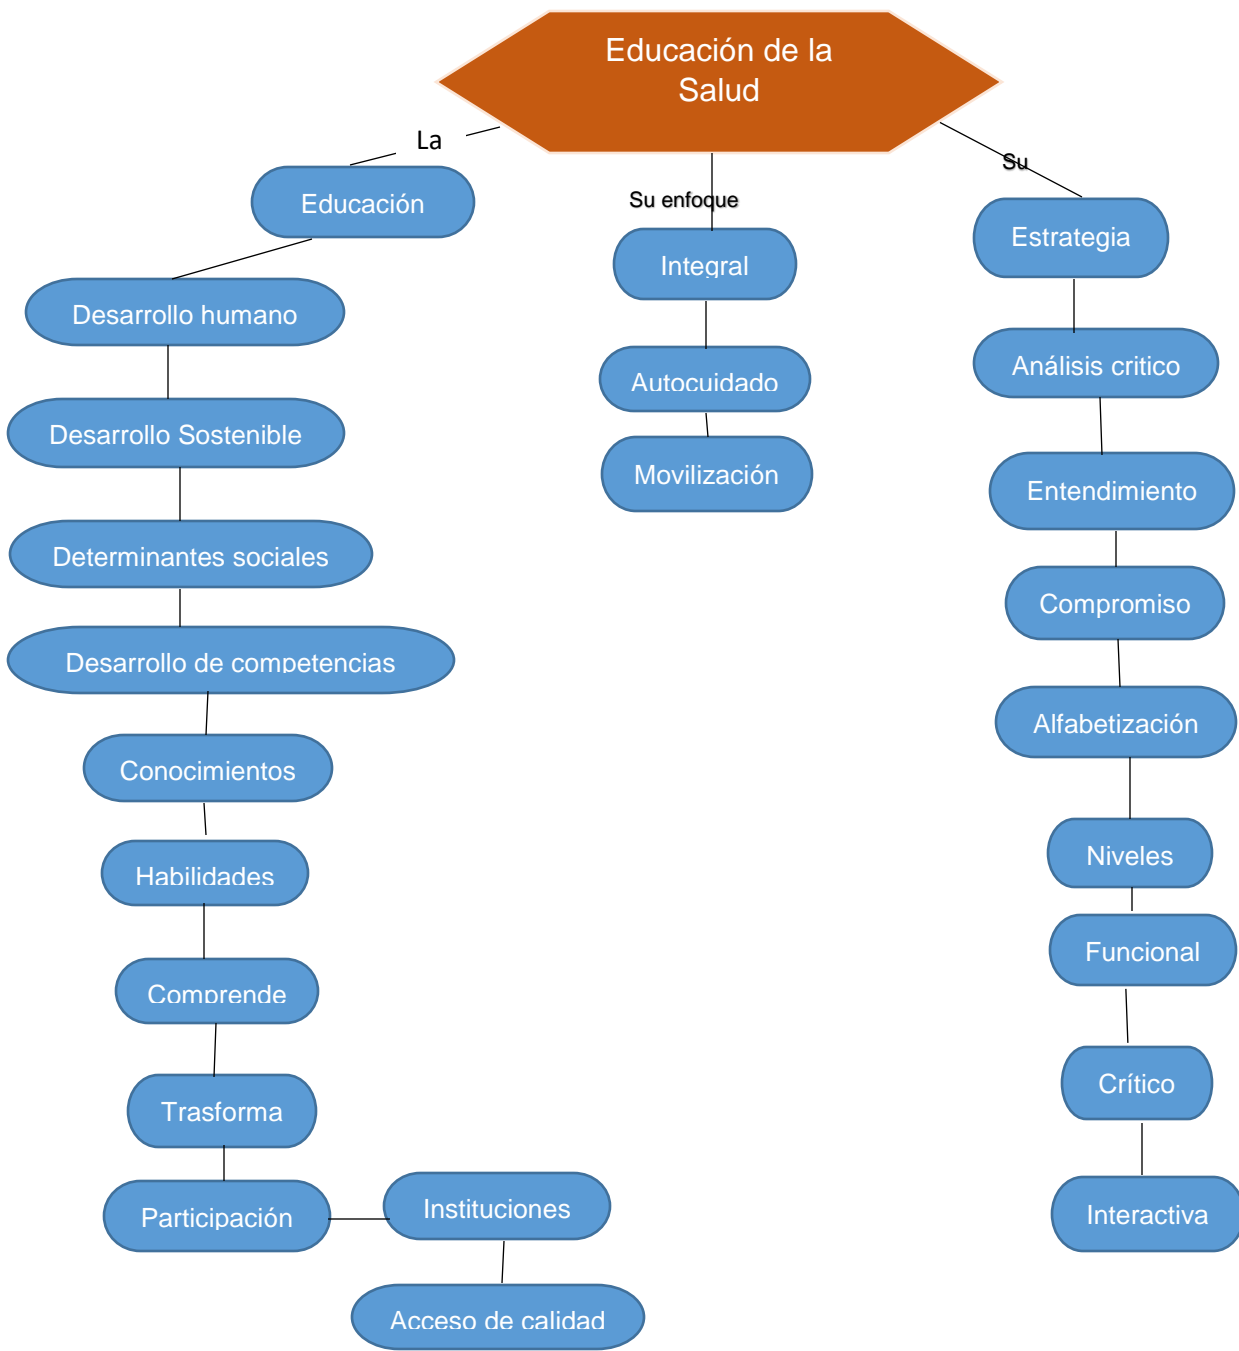 Educación de la
Salud
La
Su enfoque
Su
Educación
Desarrollo humano
Desarrollo Sostenible
Determinantes sociales
Desarrollo de competencias
Conocimientos
Habilidades
Comprende
Trasforma
Participación
Instituciones
Acceso de calidad
Integral
Autocuidado
Movilización
Estrategia
Análisis critico
Entendimiento
Compromiso
Alfabetización
Niveles
Funcional
Crítico
Interactiva